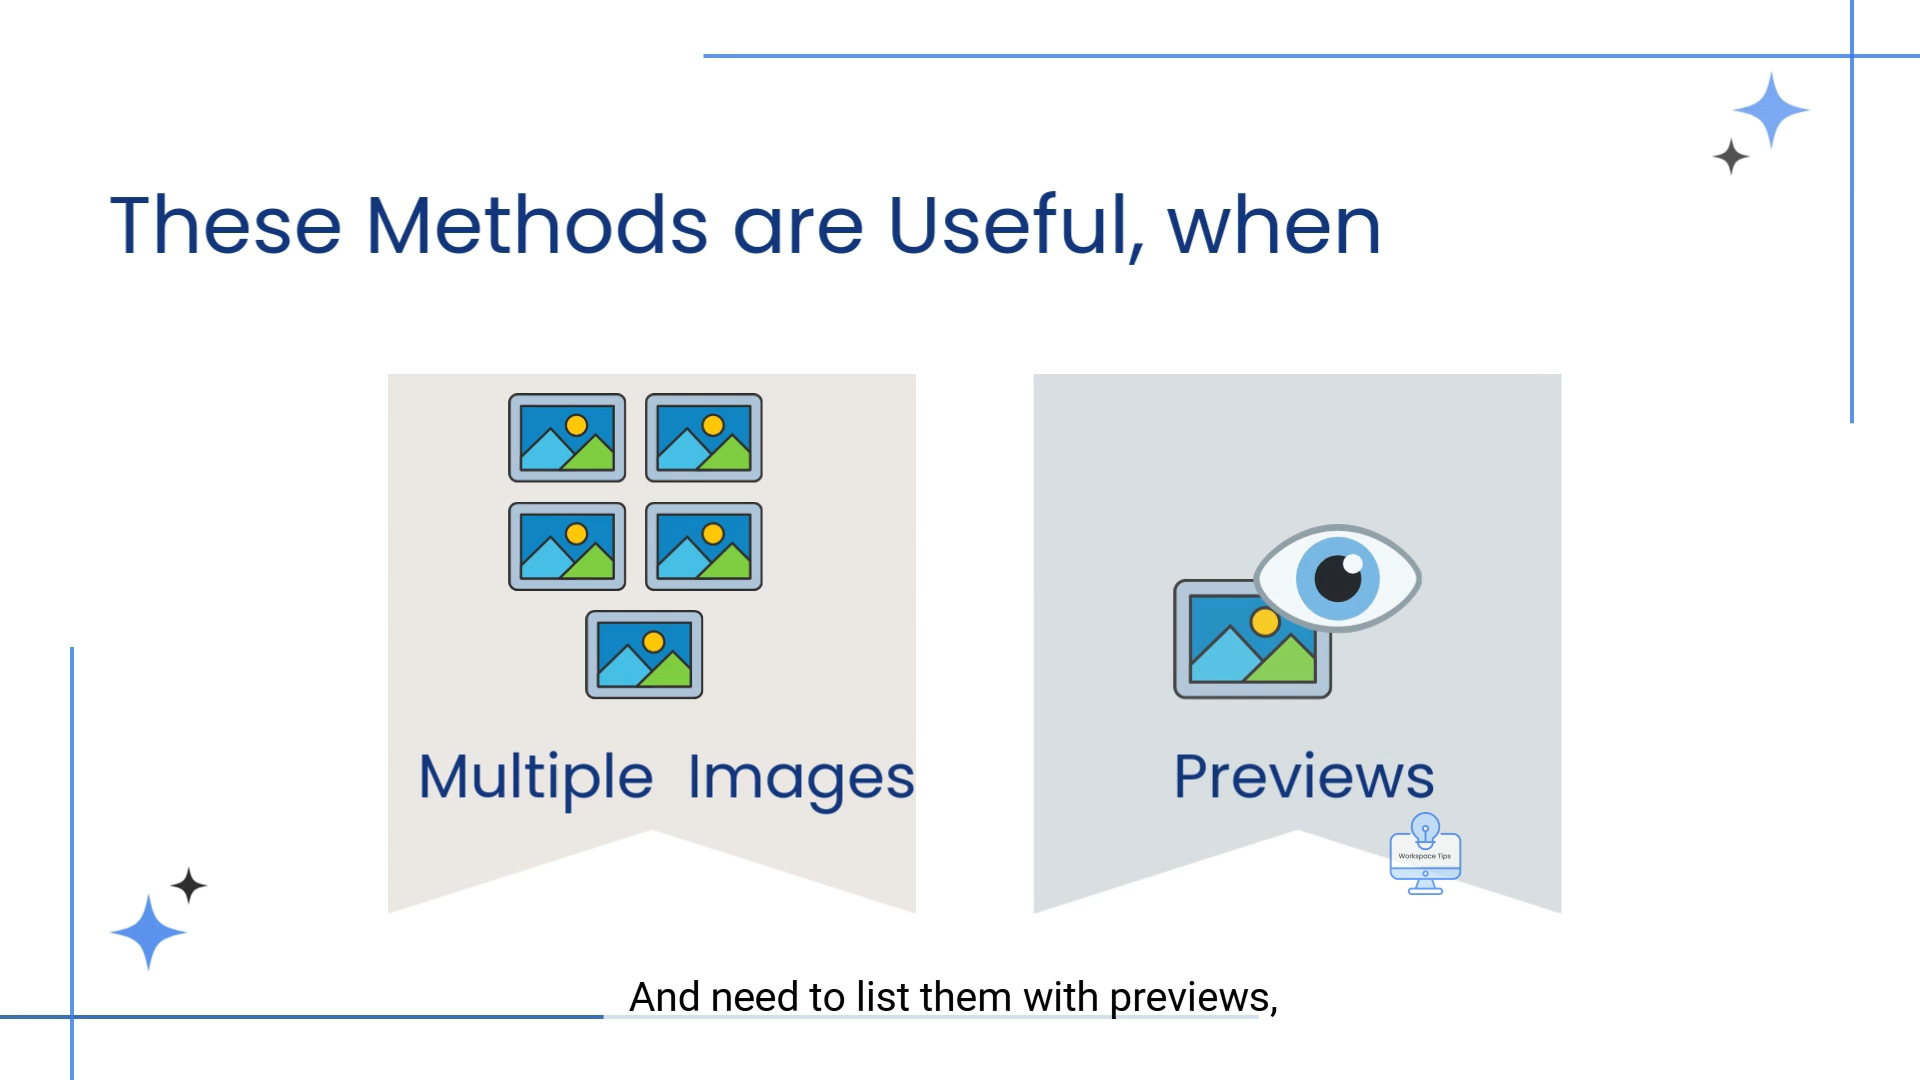 These Methods are Useful, when
Multiple Images
Previews
Workspace Tips
And need to list them with previews,